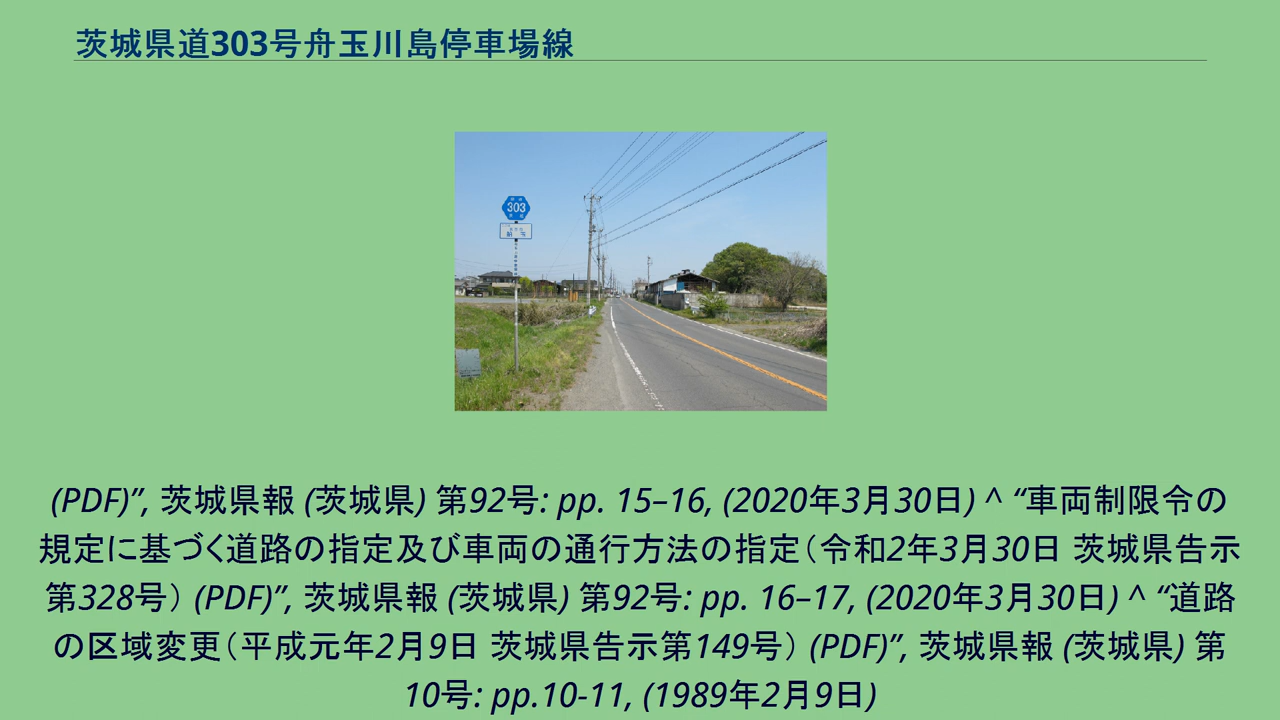 茨城県道303号舟玉川島停車場線
303
(PDF)”, 茨城県報 (茨城県) 第92号: pp. 15–16, (2020年3月30日) ^ “車両制限令の
規定に基づく道路の指定及び車両の通行方法の指定（令和2年3月30日 茨城県告示
第328号） (PDF)”, 茨城県報 (茨城県) 第92号: pp. 16–17, (2020年3月30日) ^ “道路
の区域変更（平成元年2月9日 茨城県告示第149号） (PDF)”, 茨城県報 (茨城県) 第
10号: pp.10-11, (1989年2月9日)